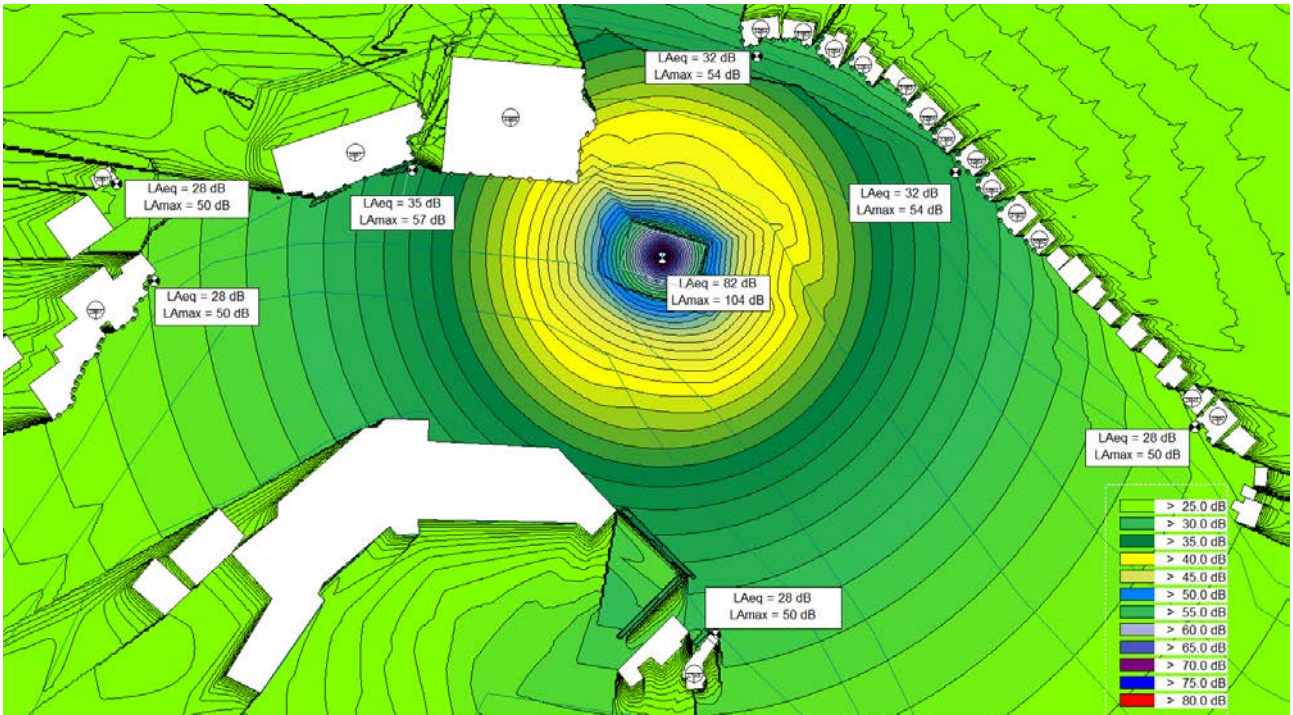 LAeq = 32 dB
LAmax = 54 dB
LAeq = 28 dB
LAmax = 50 dB
LAeq = 35 dB
LAmax = 57 dB
LAeq = 32 dB
LAmax = 54 dB
LAeq = 82 dB
LAmax = 104 dB
LAeq = 28 dB
LAmax = 50 dB
LAeq = 28 dB
LAmax = 50 dB
LAeq = 28 dB
LAmax = 50 dB
> 25.0 dB
> 30.0 dB
> 35.0 dB
> 40.0 dB
> 45.0 dB
> 50.0 dB
> 55.0 dB
> 60.0 dB
> 65.0 dB
> 70.0 dB
> 75.0 dB
> 80.0 dB